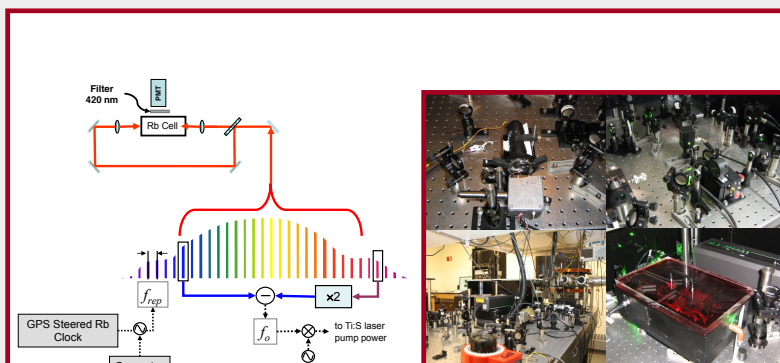 PMT
Filter
420 nm
Rb Cell
f_rep
×2
GPS Steered Rb
Clock
f_o
to Ti:S laser
pump power